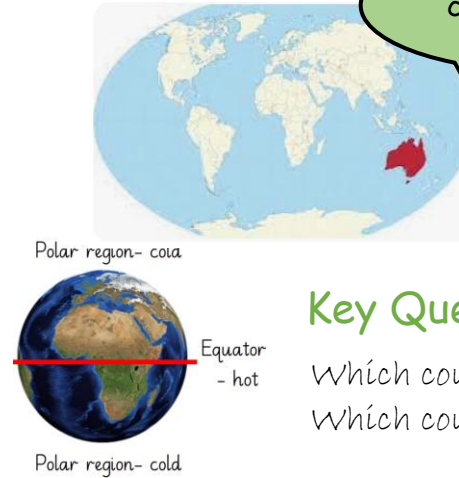 Polar region- cold
Equator
- hot
Polar region- cold
Key Que
Which cou
Which cou